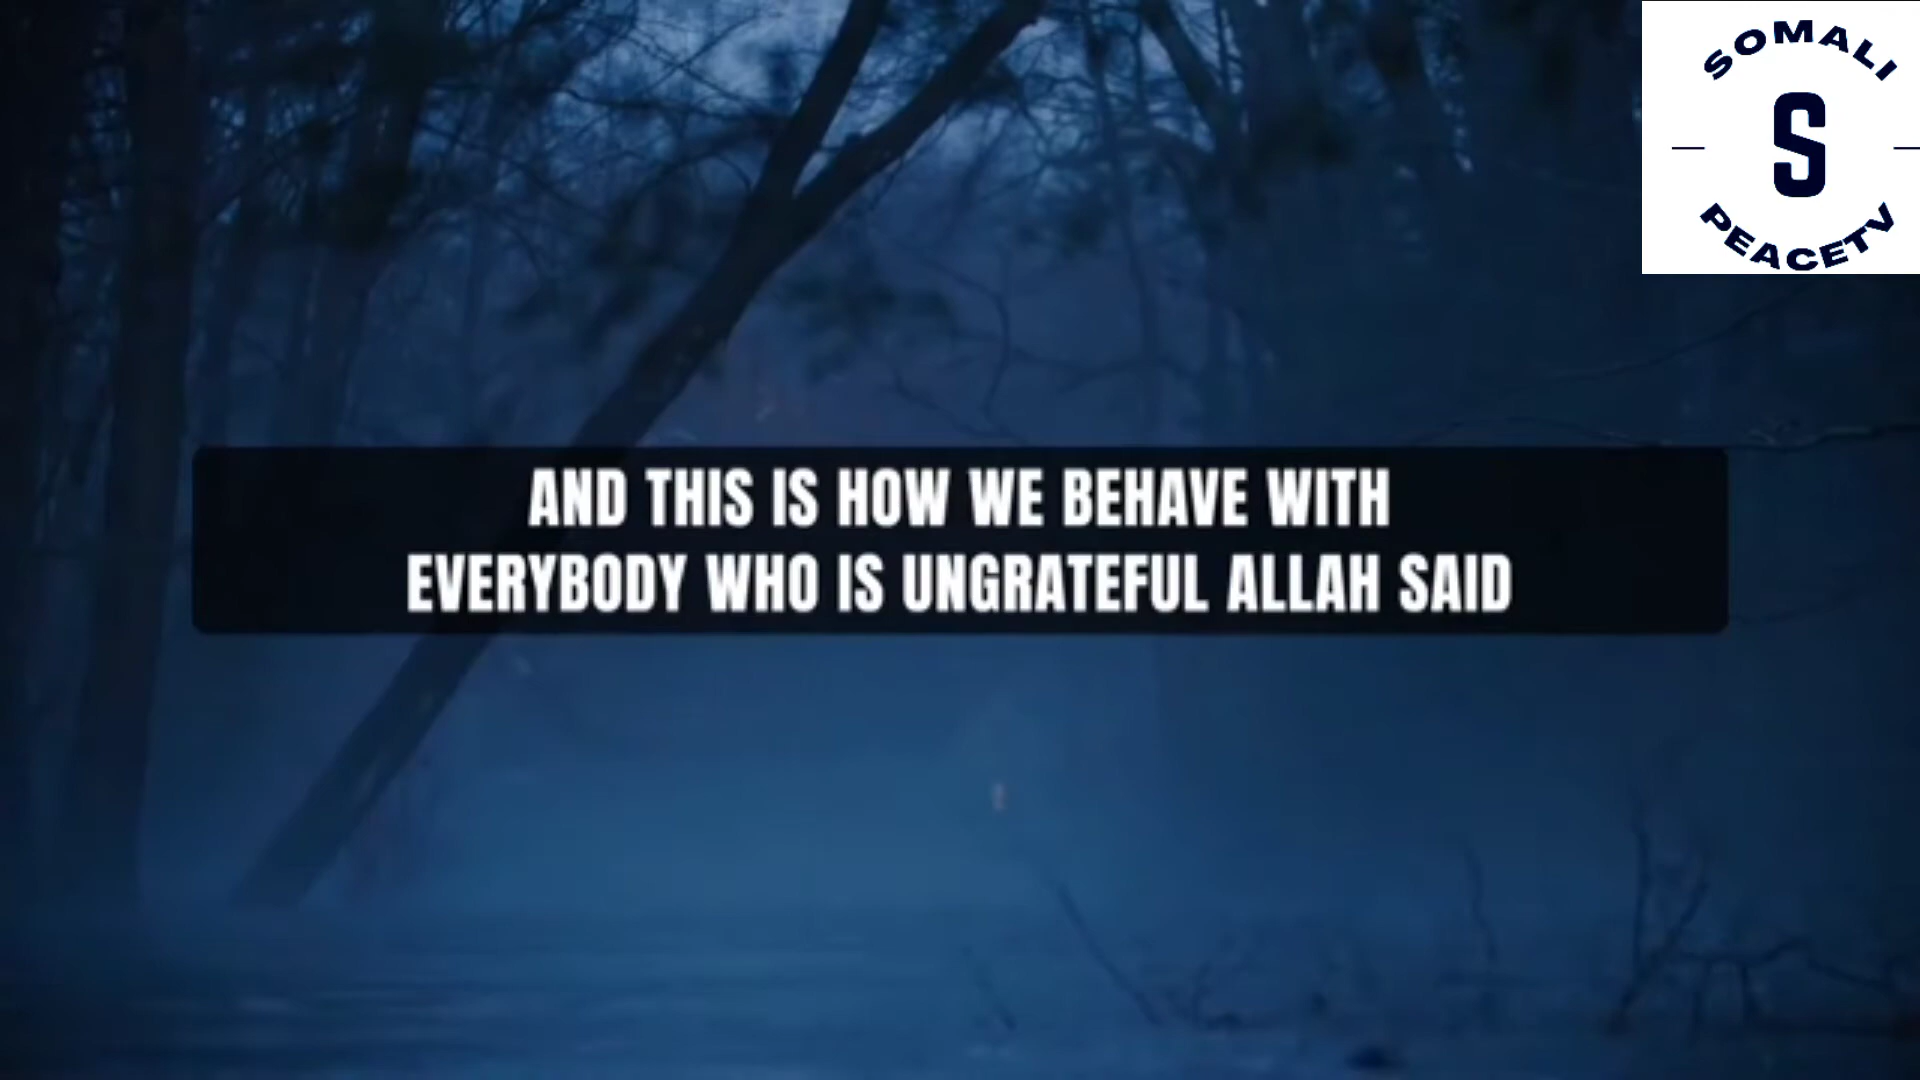 SOMALI
S
PEACETV
AND THIS IS HOW WE BEHAVE WITH
EVERYBODY WHO IS UNGRATEFUL ALLAH SAID